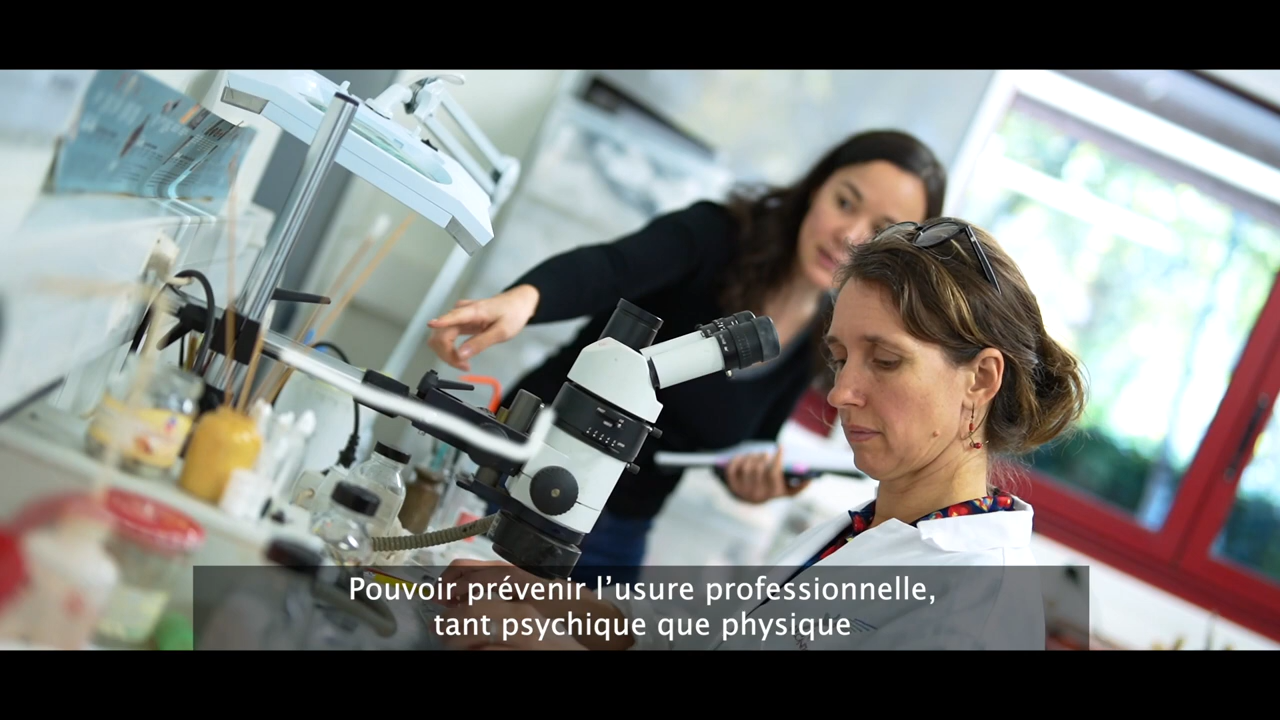 Pouvoir prévenir l’usure professionnelle,
tant psychique que physique